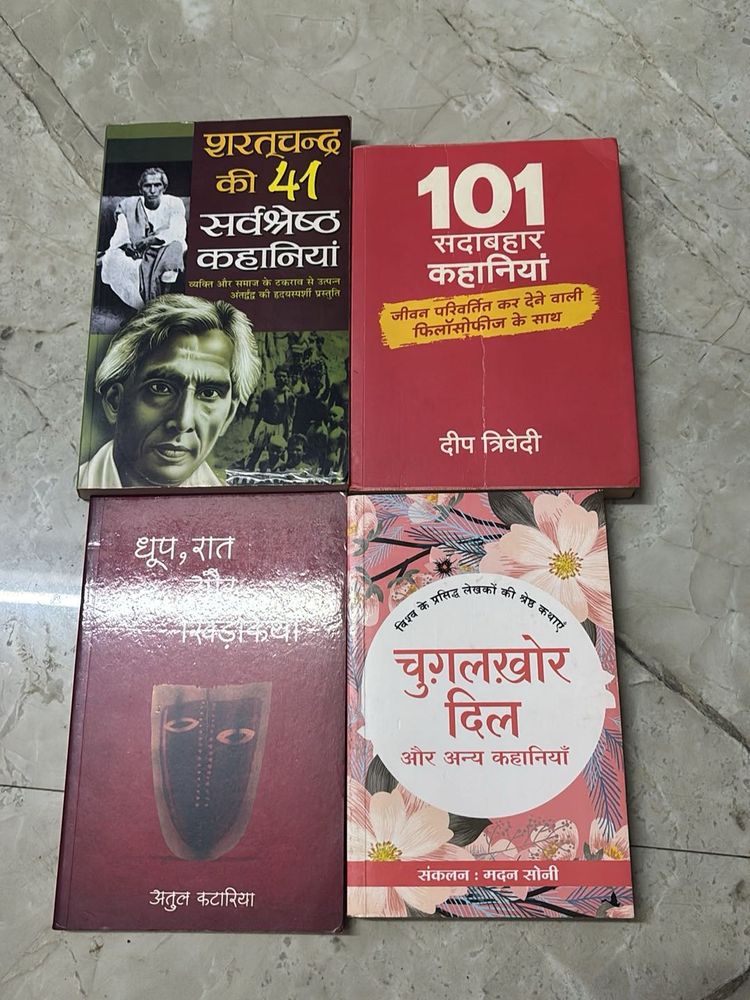 शरत्चन्द्र
की 41
सर्वश्रेष्ठ
कहानियां
व्यक्ति और समाज के टकराव से उत्पन्न
अंतर्द्वंद्व की हृदयस्पर्शी प्रस्तुति
101
सदाबहार
कहानियां
जीवन परिवर्तित कर देने वाली
फिलॉसोफीज के साथ
दीप त्रिवेदी
धूप, रात
और
खिड़कियाँ
अतुल कटारिया
विश्व के प्रसिद्ध लेखकों की श्रेष्ठ कथाएँ
चुग़लख़ोर
दिल
और अन्य कहानियाँ
संकलन : मदन सोनी